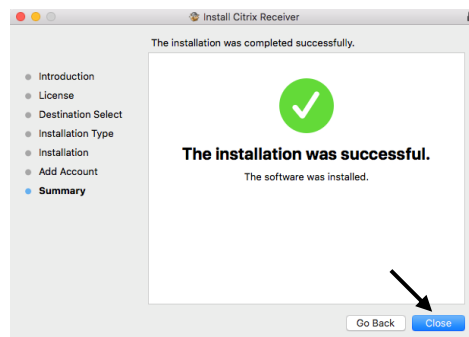 Install Citrix Receiver
The installation was completed successfully.
Introduction
License
Destination Select
Installation Type
Installation
Add Account
Summary
The installation was successful.
The software was installed.
Go Back
Close